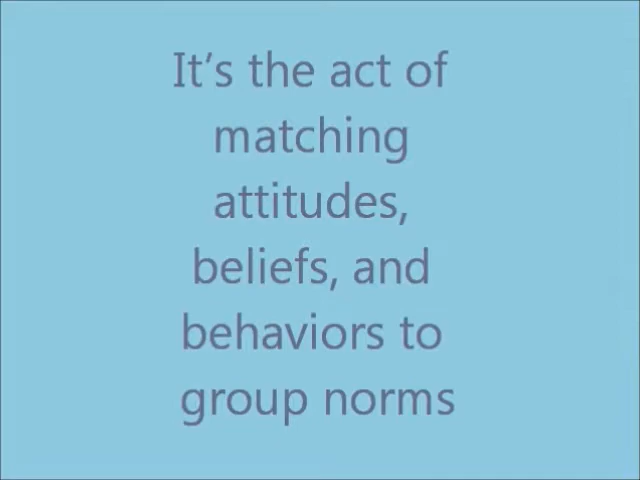 It’s the act of
matching
attitudes,
beliefs, and
behaviors to
group norms